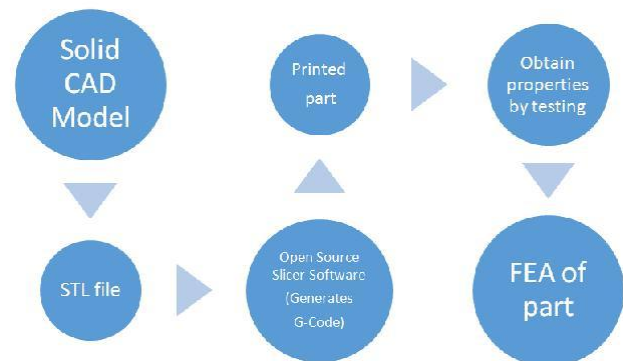 Solid
CAD
Model
STL file
Open Source
Slicer Software
(Generates
G-Code)
Printed
part
Obtain
properties
by testing
FEA of
part